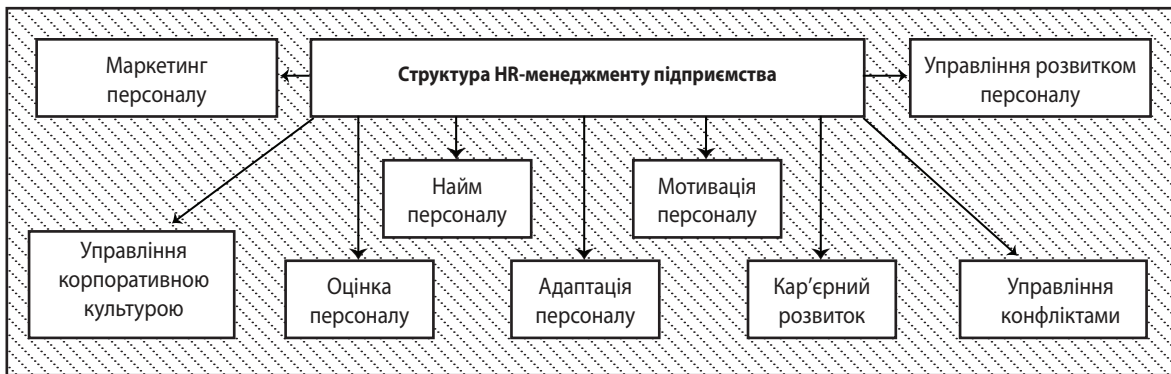 Маркетинг
персоналу
Структура HR-менеджменту підприємства
Управління розвитком
персоналу
Найм
персоналу
Мотивація
персоналу
Управління
корпоративною
культурою
Оцінка
персоналу
Адаптація
персоналу
Кар’єрний
розвиток
Управління
конфліктами